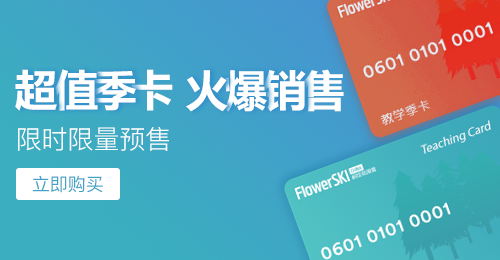 超值季卡 火爆销售
限时限量预售
立即购买
FlowerSKI
0601 0101 0001
教学季卡
Teaching Card
FlowerSKI
0601 0101 0001